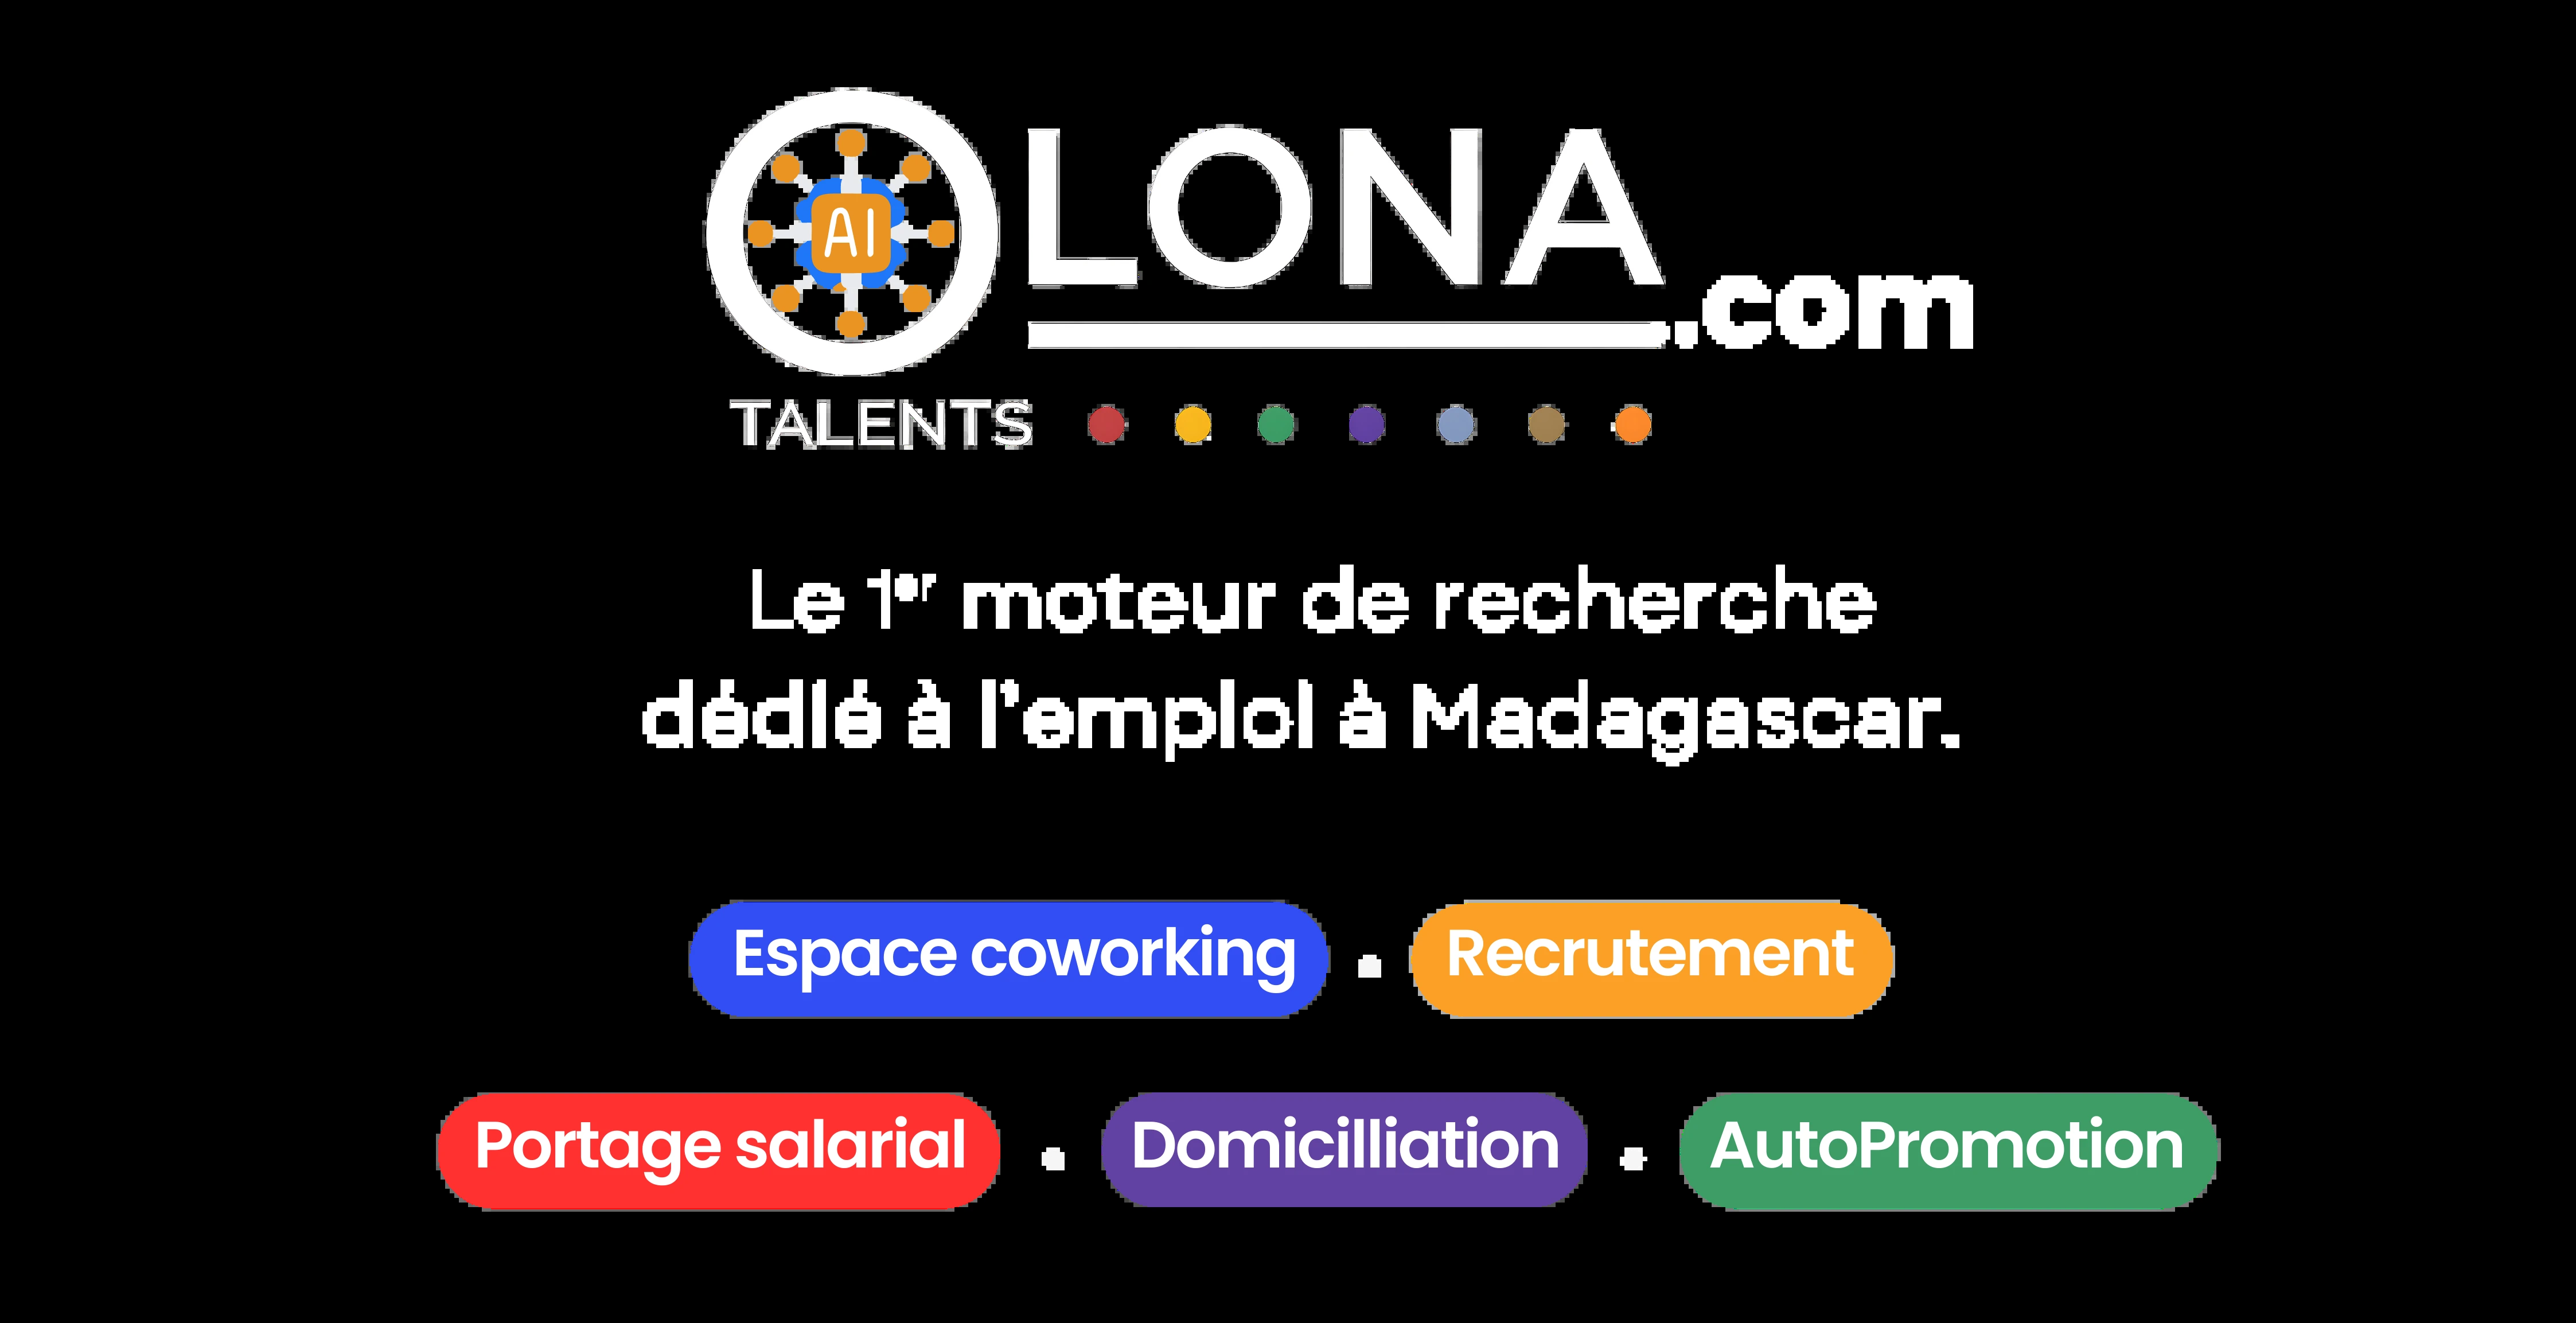 AI
OLONA.com
TALENTS
Le 1er moteur de recherche
dédié à l'emploi à Madagascar.
Espace coworking . Recrutement
Portage salarial . Domicilliation . AutoPromotion